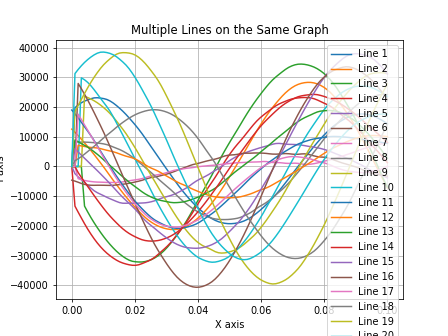 Multiple Lines on the Same Graph
40000
30000
20000
10000
0
−10000
−20000
−30000
−40000
0.00
0.02
0.04
0.06
X axis
Line 1
Line 2
Line 3
Line 4
Line 5
Line 6
Line 7
Line 8
Line 9
Line 10
Line 11
Line 12
Line 13
Line 14
Line 15
Line 16
Line 17
Line 18
Line 19